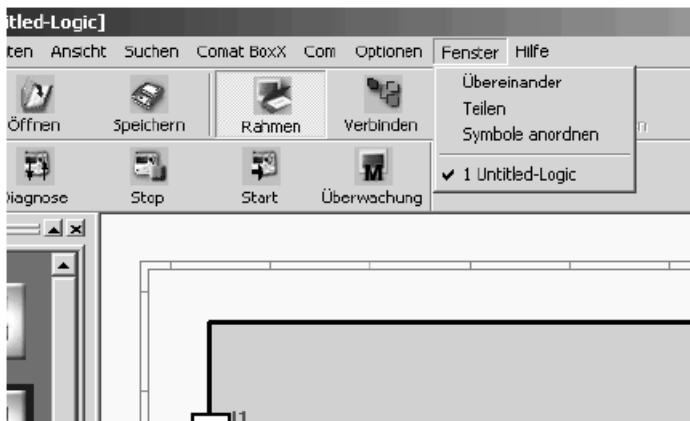 itled-Logic]
ten Ansicht Suchen Comat BoxX Com Optionen Fenster Hilfe
Übereinander
Teilen
Symbole anordnen
1 Untitled-Logic
Öffnen Speichern Rahmen Verbinden n
Diagnose Stop Start Überwachung
I1